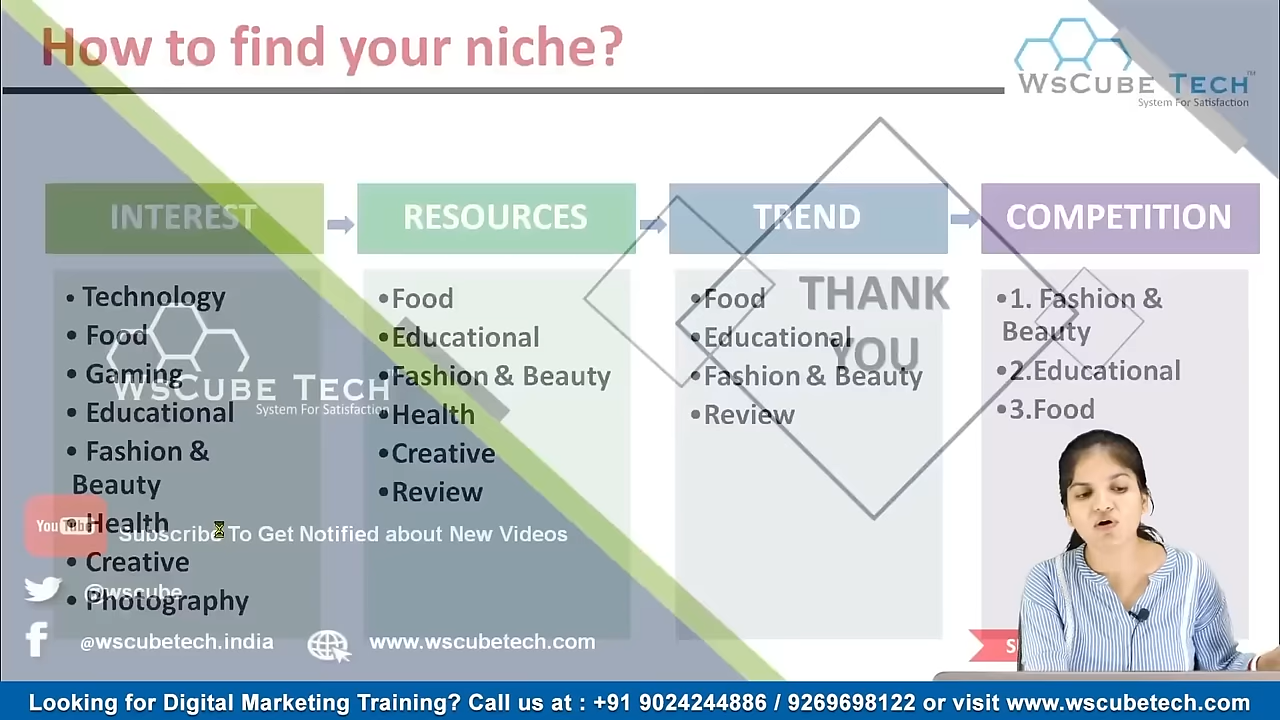 How to find your niche?
WSCUBE TECH™
System For Satisfaction
INTEREST
• Technology
• Food
• Gaming
• Educational
• Fashion &
Beauty
• Health
• Creative
• Photography
RESOURCES
•Food
•Educational
•Fashion & Beauty
•Health
•Creative
•Review
TREND
•Food
•Educational
•Fashion & Beauty
•Review
COMPETITION
•1. Fashion &
Beauty
•2.Educational
•3.Food
THANK
YOU
WSCUBE TECH
System For Satisfaction
YouTube
Subscribe To Get Notified about New Videos
@wscube
@wscubetech.india
www.wscubetech.com
Looking for Digital Marketing Training? Call us at : +91 9024244886 / 9269698122 or visit www.wscubetech.com